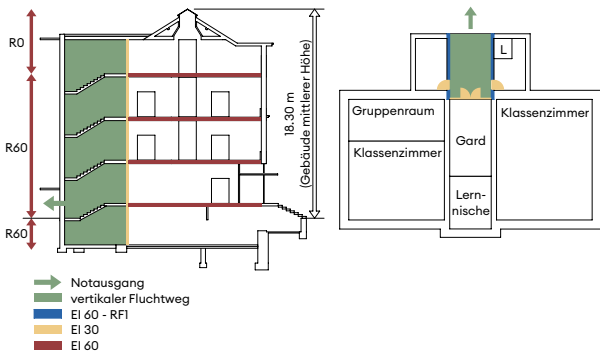 R0
R60
R60
18.30 m
(Gebäude mittlerer Höhe)
L
Gruppenraum
Klassenzimmer
Klassenzimmer
Gard
Lern-
nische
Notausgang
vertikaler Fluchtweg
EI 60 - RF1
EI 30
EI 60